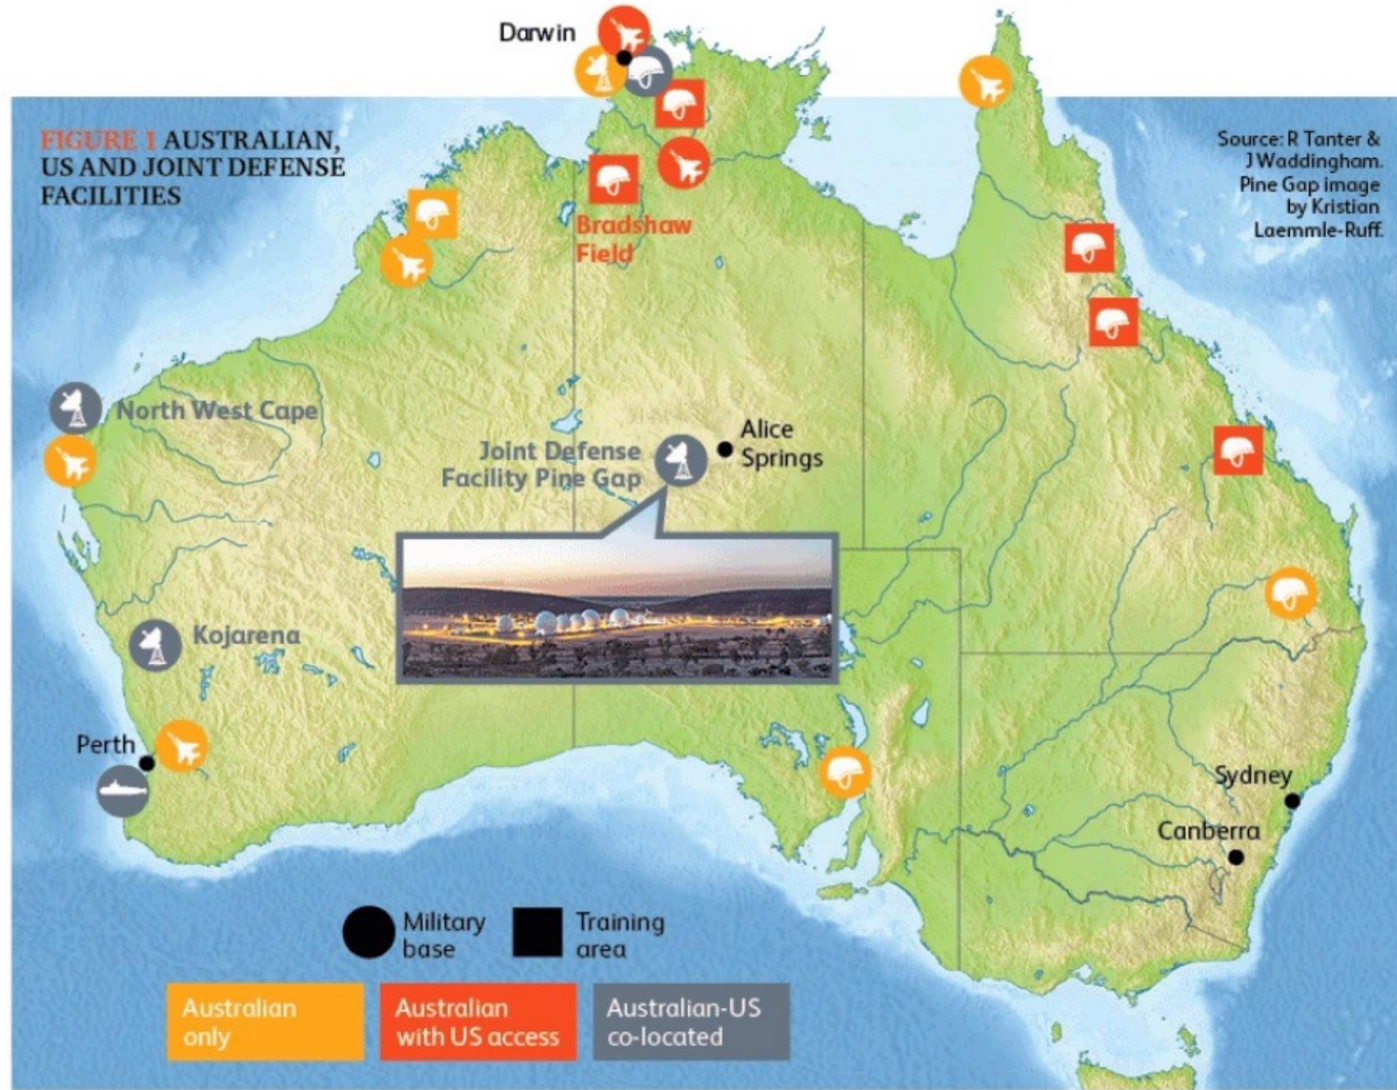 Darwin
FIGURE 1 AUSTRALIAN,
US AND JOINT DEFENSE
FACILITIES
Source: R Tanter &
J Waddingham.
Pine Gap image
by Kristian
Laemmle-Ruff.
Bradshaw
Field
North West Cape
Joint Defense
Facility Pine Gap
Alice
Springs
Kojarena
Perth
Sydney
Canberra
Military
base
Training
area
Australian
only
Australian
with US access
Australian-US
co-located